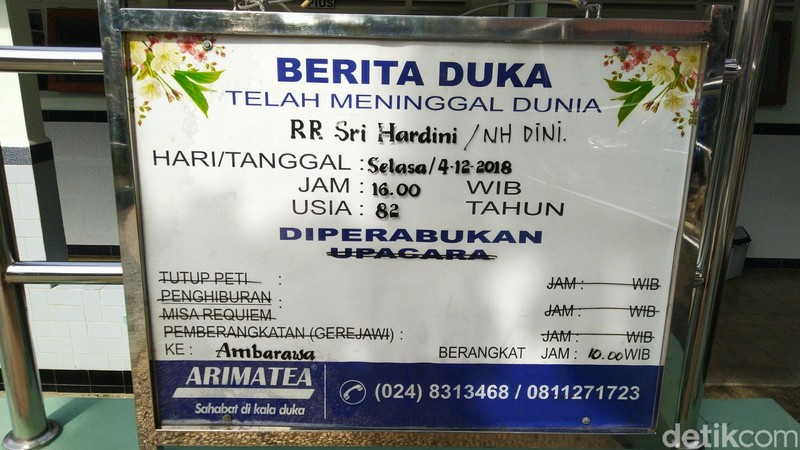 Plus
BERITA DUKA
TELAH MENINGGAL DUNIA
RR. Sri Hardini / NH DINI.
HARI/TANGGAL : Selasa/4-12-2018
JAM : 16.00 WIB
USIA : 82 TAHUN
DIPERABUKAN
UPACARA
TUTUP PETI : JAM : WIB
PENGHIBURAN :
MISA REQUIEM JAM : WIB
PEMBERANGKATAN (GEREJAWI) : JAM : WIB
KE : Ambarawa BERANGKAT JAM : 10.00 WIB
ARIMATEA
Sahabat di kala duka
(024) 8313468 / 0811271723
detikcom